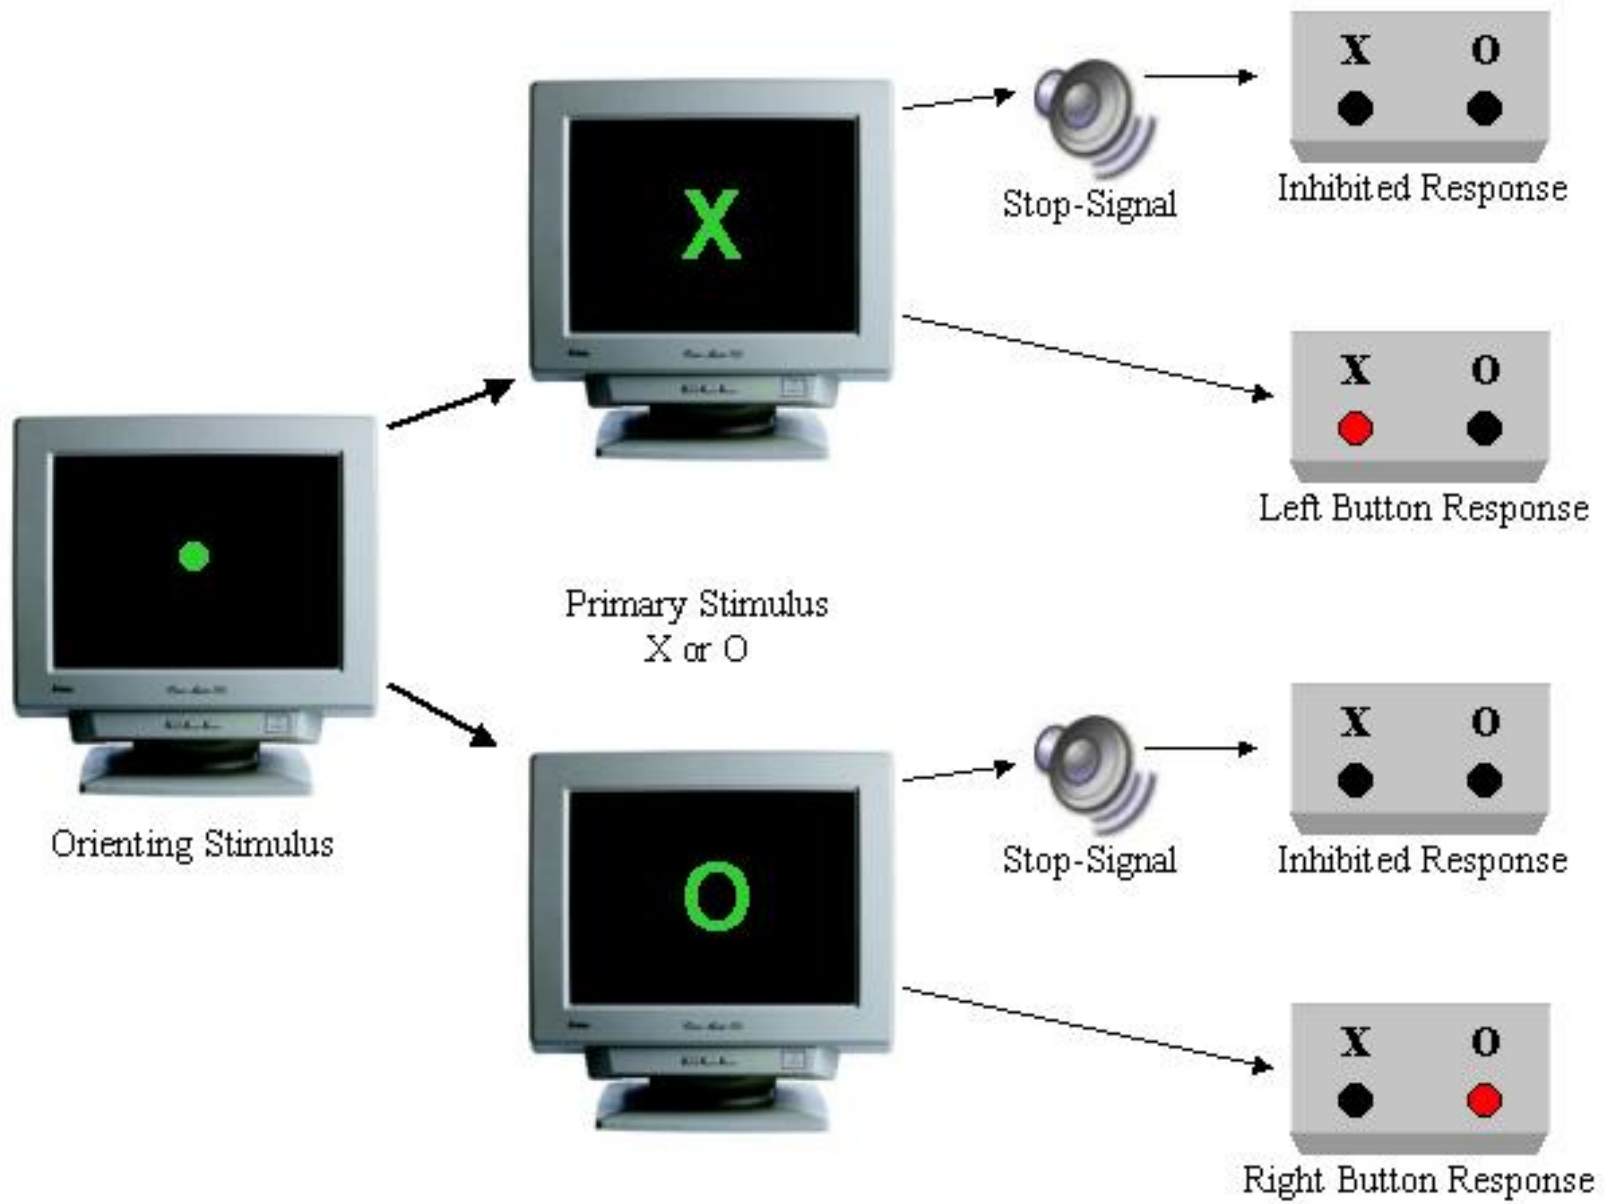 X O
Inhibited Response
Stop-Signal
X
X O
Left Button Response
Primary Stimulus
X or O
Orienting Stimulus
X O
Inhibited Response
Stop-Signal
O
X O
Right Button Response